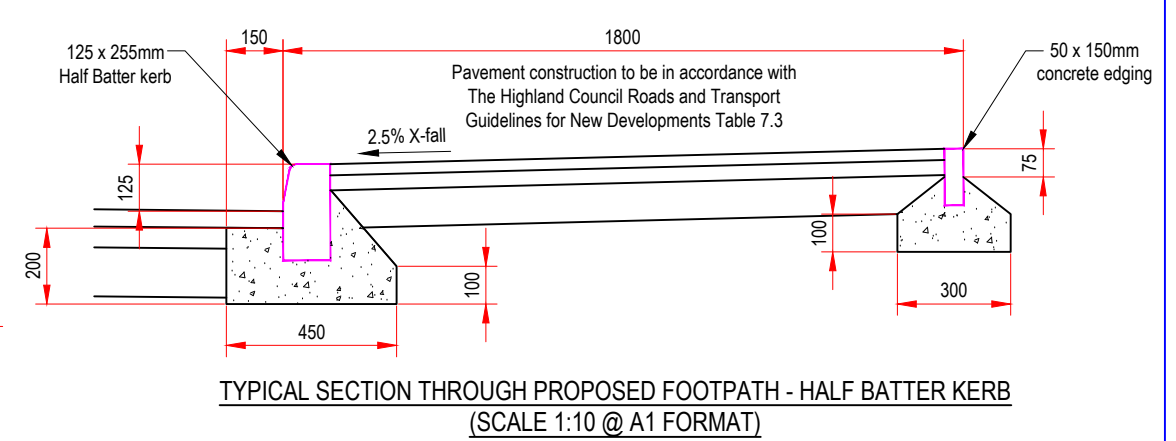 150
1800
125 x 255mm
Half Batter kerb
Pavement construction to be in accordance with
The Highland Council Roads and Transport
Guidelines for New Developments Table 7.3
50 x 150mm
concrete edging
2.5% X-fall
125
75
200
100
100
450
300
TYPICAL SECTION THROUGH PROPOSED FOOTPATH - HALF BATTER KERB
(SCALE 1:10 @ A1 FORMAT)